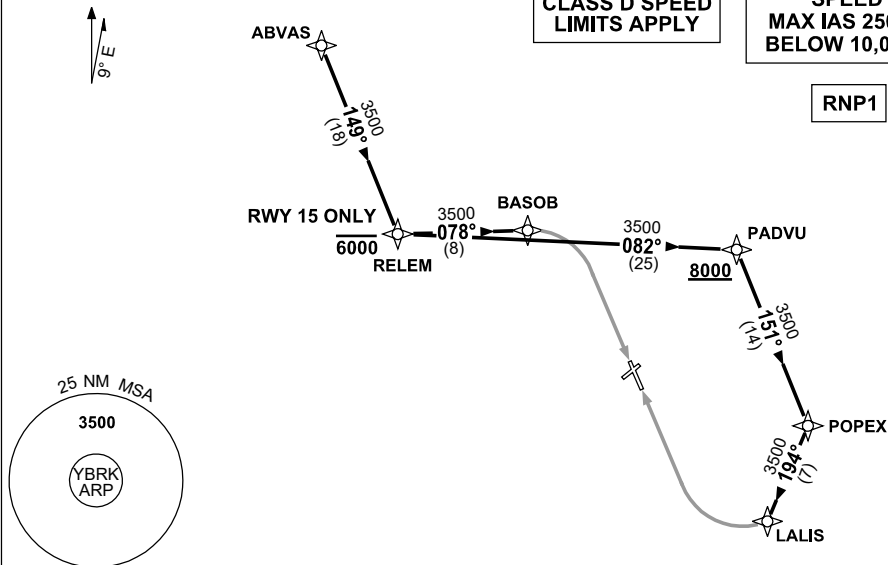 CLASS D SPEED
LIMITS APPLY
SPEED
MAX IAS 250
BELOW 10,0
RNP1
9° E
ABVAS
3500
149°
(18)
RWY 15 ONLY
6000
RELEM
3500
078°
(8)
BASOB
3500
082°
(25)
PADVU
8000
3500
151°
(14)
POPEX
3500
194°
(7)
LALIS
25 NM MSA
3500
YBRK
ARP